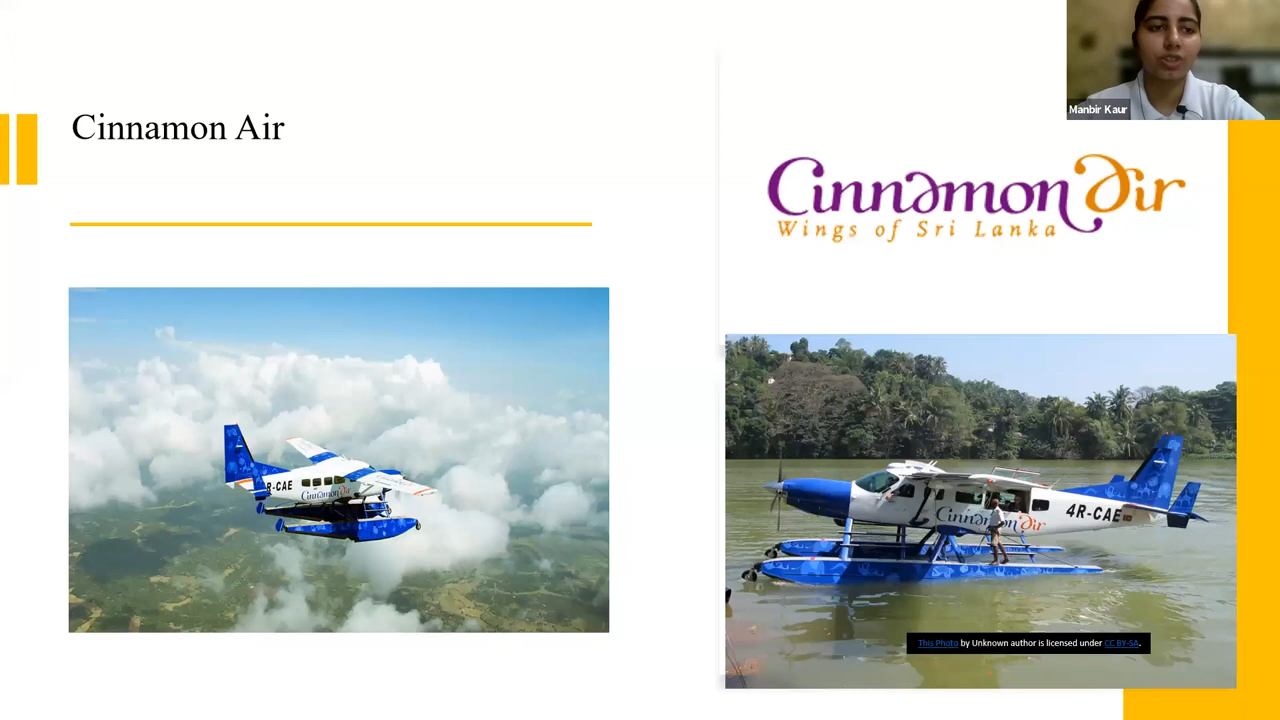 Manbir Kaur
Cinnamon Air
Cinnamon Air
Wings of Sri Lanka
R-CAE
Cinnamon Air
Cinnamon Air
4R-CAE
This Photo by Unknown author is licensed under CC BY-SA.